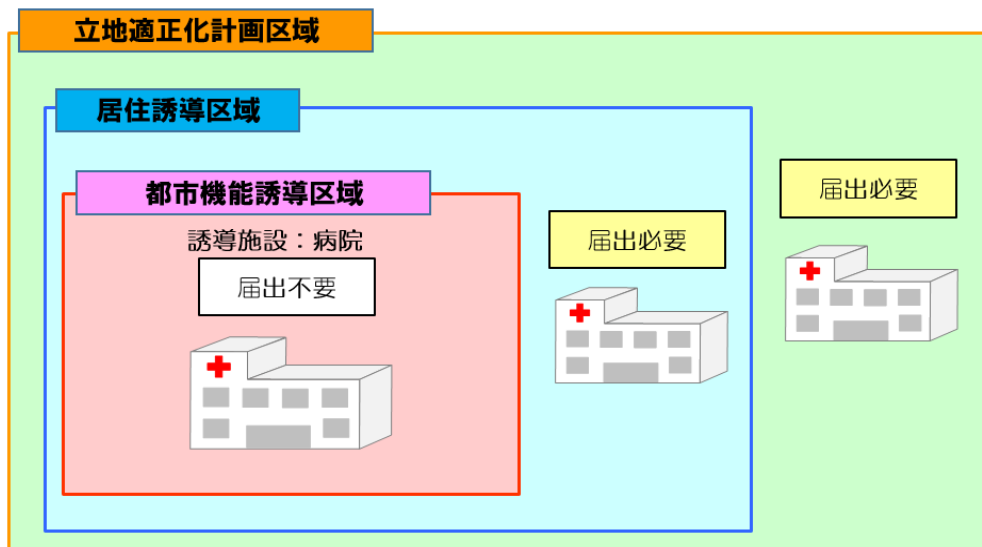 立地適正化計画区域
居住誘導区域
都市機能誘導区域
誘導施設：病院
届出不要
届出必要
届出必要